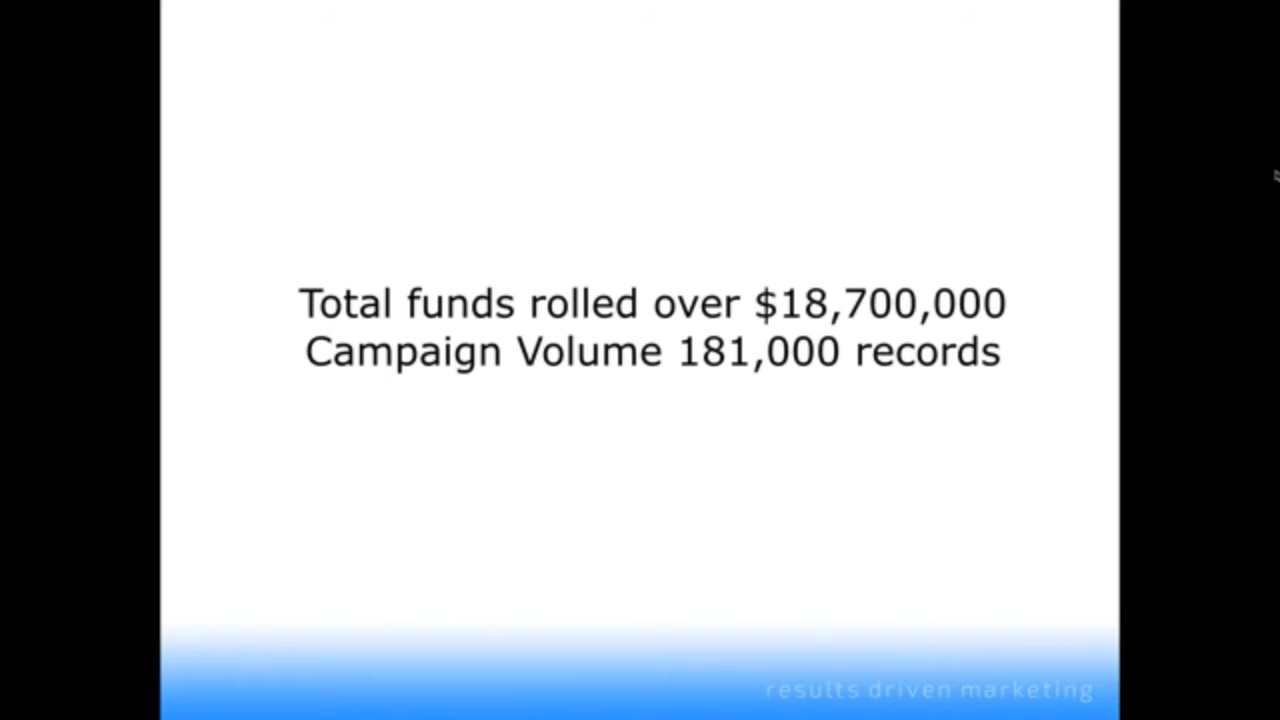 Total funds rolled over $18,700,000
Campaign Volume 181,000 records
results driven marketing